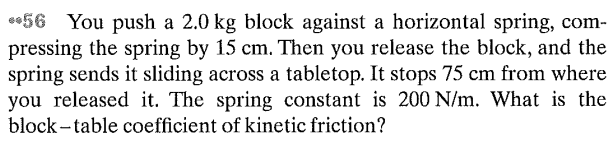 ••56 You push a 2.0 kg block against a horizontal spring, com-
pressing the spring by 15 cm. Then you release the block, and the
spring sends it sliding across a tabletop. It stops 75 cm from where
you released it. The spring constant is 200 N/m. What is the
block–table coefficient of kinetic friction?